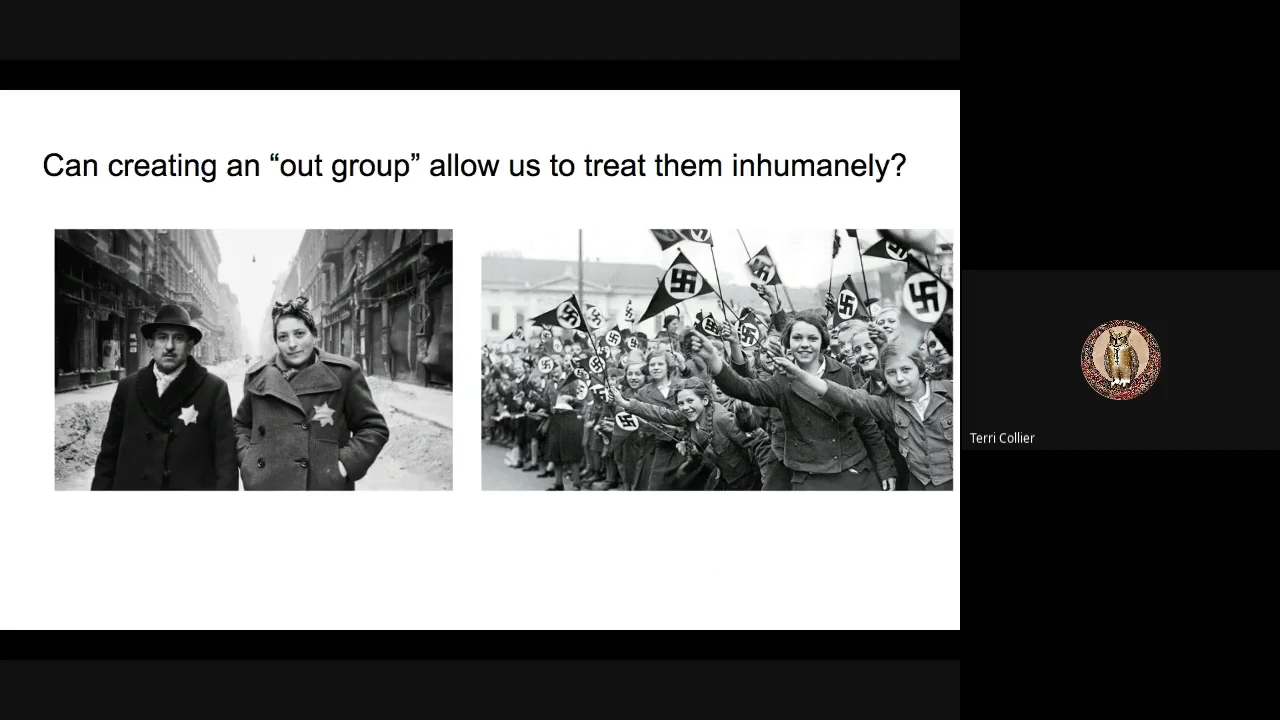 Can creating an “out group” allow us to treat them inhumanely?
Terri Collier